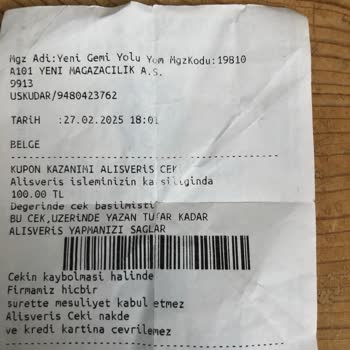 Mgz Adi:Yeni Gemi Yolu Yom MgzKodu:19810
A101 YENI MAGAZACILIK A.S.
9913
USKUDAR/9480423762
TARİH :27.02.2025 18:01
BELGE
KUPON KAZANIMI ALISVERIS CEK
Alisveris isleminizin karsiliginda
100.00 TL
Degerinde cek basilmisti
BU CEK,UZERINDE YAZAN TUTAR KADAR
ALISVERIS YAPMANIZI SAGLAR
Cekin kaybolmasi halinde
Firmamiz hicbir
surette mesuliyet kabul etmez
Alisveris Ceki nakde
ve kredi kartina cevrilemez